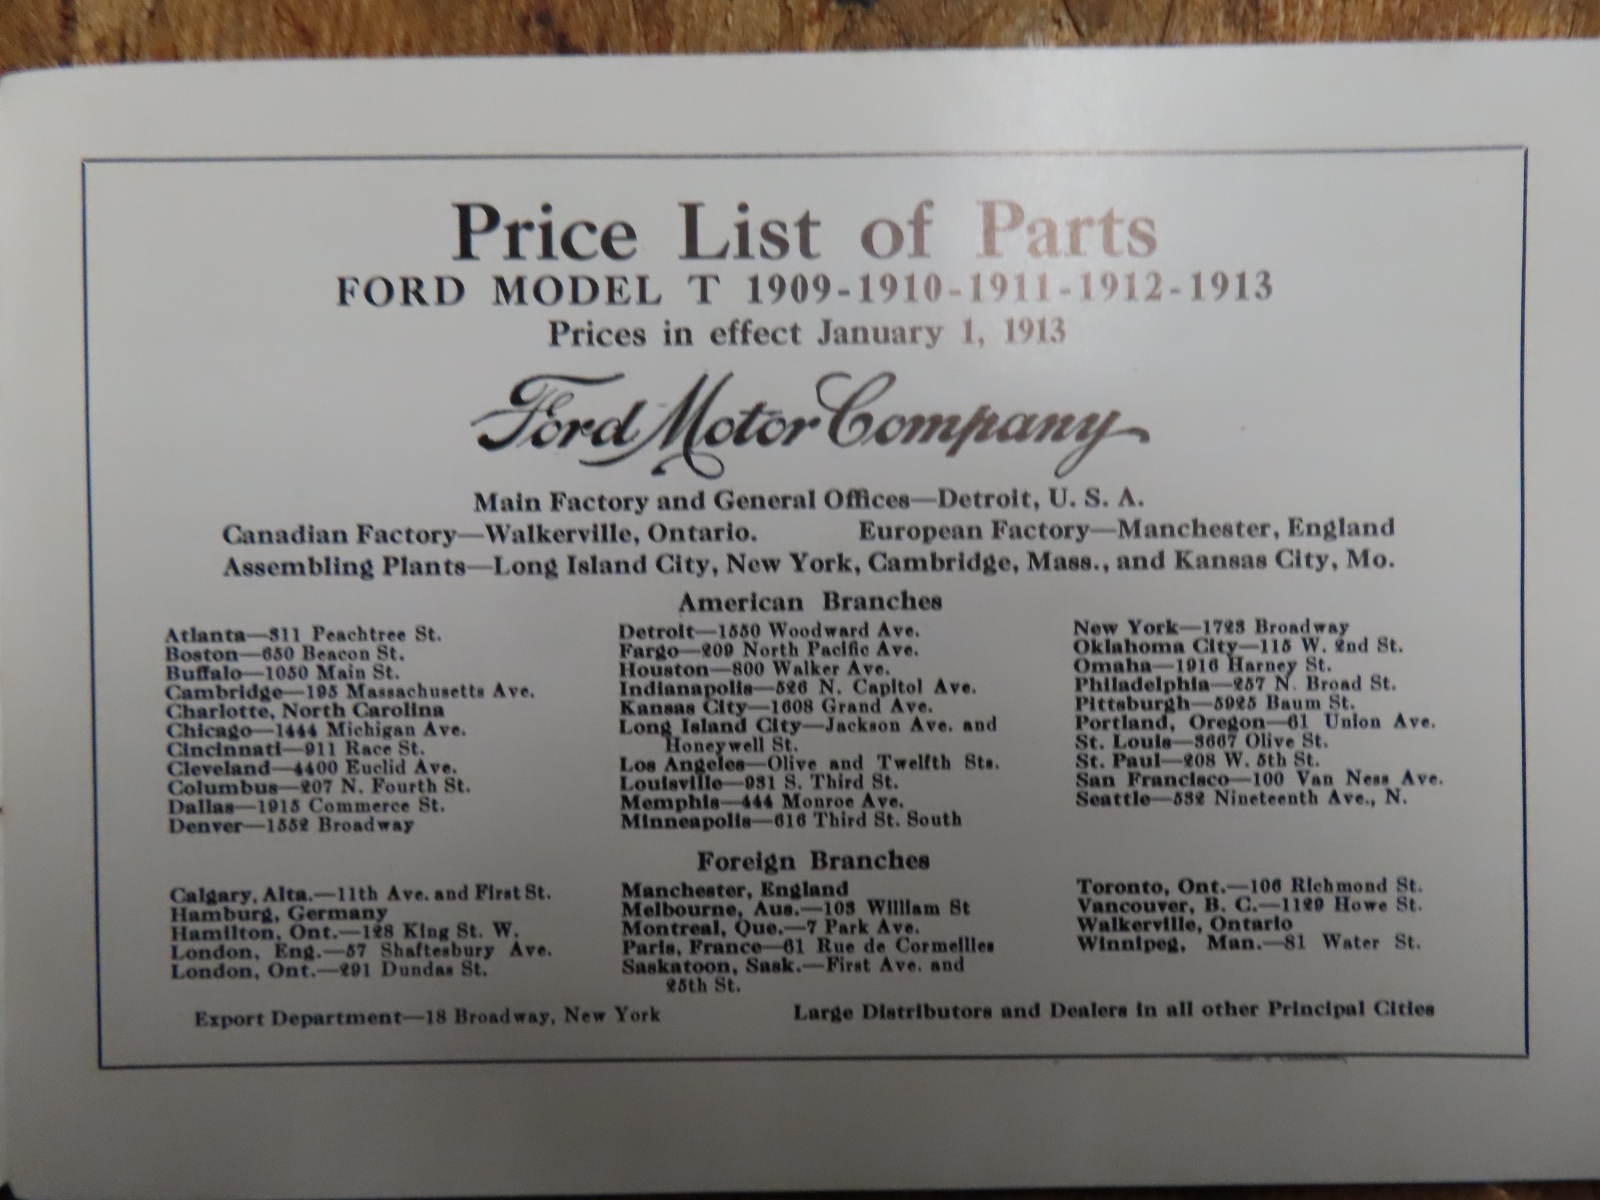 Price List of Parts
FORD MODEL T 1909-1910-1911-1912-1913
Prices in effect January 1, 1913
Ford Motor Company
Main Factory and General Offices—Detroit, U. S. A.
Canadian Factory—Walkerville, Ontario. European Factory—Manchester, England
Assembling Plants—Long Island City, New York, Cambridge, Mass., and Kansas City, Mo.
American Branches
Atlanta—311 Peachtree St.
Boston—650 Beacon St.
Buffalo—1050 Main St.
Cambridge—195 Massachusetts Ave.
Charlotte, North Carolina
Chicago—1444 Michigan Ave.
Cincinnati—911 Race St.
Cleveland—4400 Euclid Ave.
Columbus—207 N. Fourth St.
Dallas—1915 Commerce St.
Denver—1552 Broadway
Detroit—1550 Woodward Ave.
Fargo—209 North Pacific Ave.
Houston—800 Walker Ave.
Indianapolis—526 N. Capitol Ave.
Kansas City—1608 Grand Ave.
Long Island City—Jackson Ave. and
Honeywell St.
Los Angeles—Olive and Twelfth Sts.
Louisville—931 S. Third St.
Memphis—444 Monroe Ave.
Minneapolis—616 Third St. South
New York—1723 Broadway
Oklahoma City—115 W. 2nd St.
Omaha—1916 Harney St.
Philadelphia—257 N. Broad St.
Pittsburgh—5925 Baum St.
Portland, Oregon—61 Union Ave.
St. Louis—3667 Olive St.
St. Paul—208 W. 5th St.
San Francisco—100 Van Ness Ave.
Seattle—532 Nineteenth Ave., N.
Foreign Branches
Calgary, Alta.—11th Ave. and First St.
Hamburg, Germany
Hamilton, Ont.—128 King St. W.
London, Eng.—57 Shaftesbury Ave.
London, Ont.—291 Dundas St.
Manchester, England
Melbourne, Aus.—103 William St
Montreal, Que.—7 Park Ave.
Paris, France—61 Rue de Cormeilles
Saskatoon, Sask.—First Ave. and
25th St.
Toronto, Ont.—106 Richmond St.
Vancouver, B. C.—1129 Howe St.
Walkerville, Ontario
Winnipeg, Man.—81 Water St.
Export Department—18 Broadway, New York Large Distributors and Dealers in all other Principal Cities